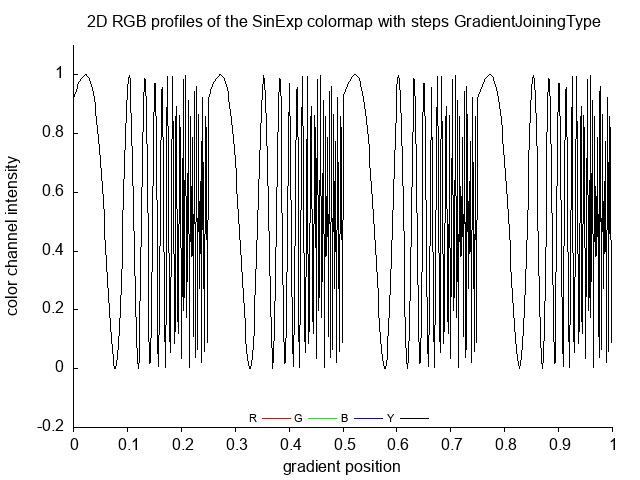 2D RGB profiles of the SinExp colormap with steps GradientJoiningType
color channel intensity
1
0.8
0.6
0.4
0.2
0
-0.2
R G B Y
0 0.1 0.2 0.3 0.4 0.5 0.6 0.7 0.8 0.9 1
gradient position